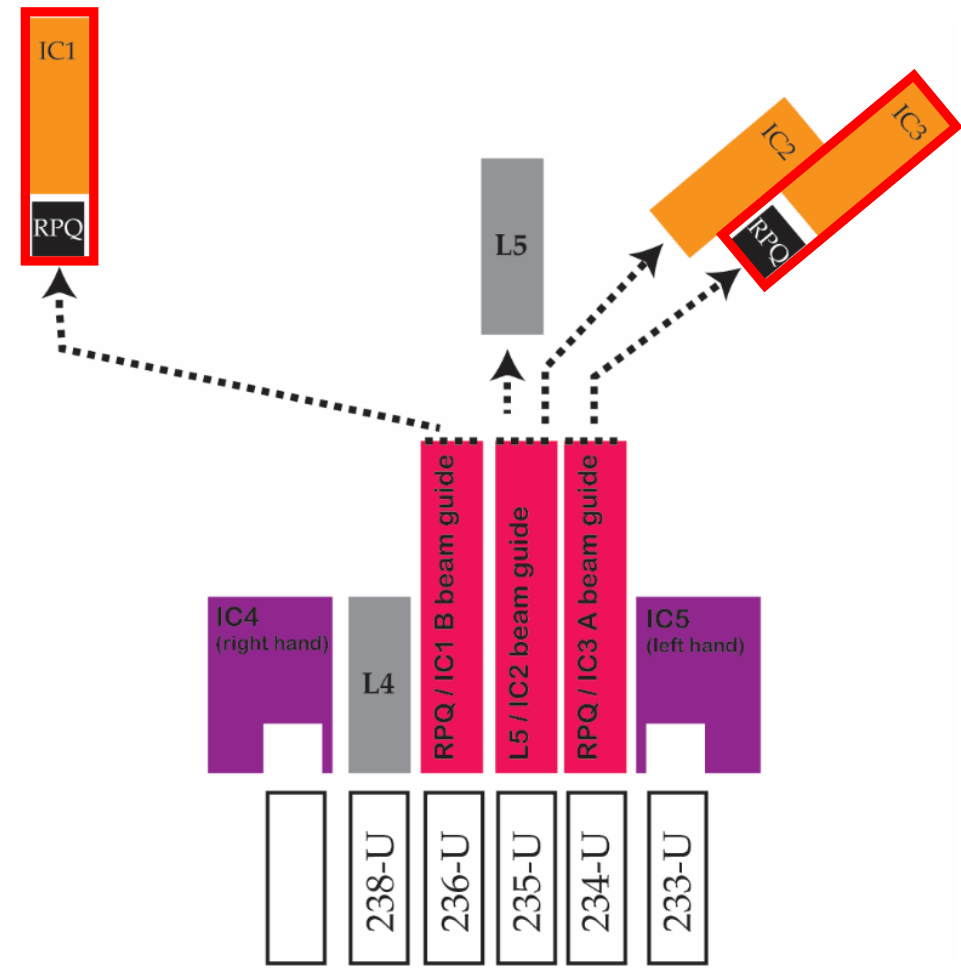 IC1
RPQ
IC2
IC3
RPQ
L5
IC4
(right hand)
L4
RPQ / IC1 B beam guide
L5 / IC2 beam guide
RPQ / IC3 A beam guide
IC5
(left hand)
238-U
236-U
235-U
234-U
233-U